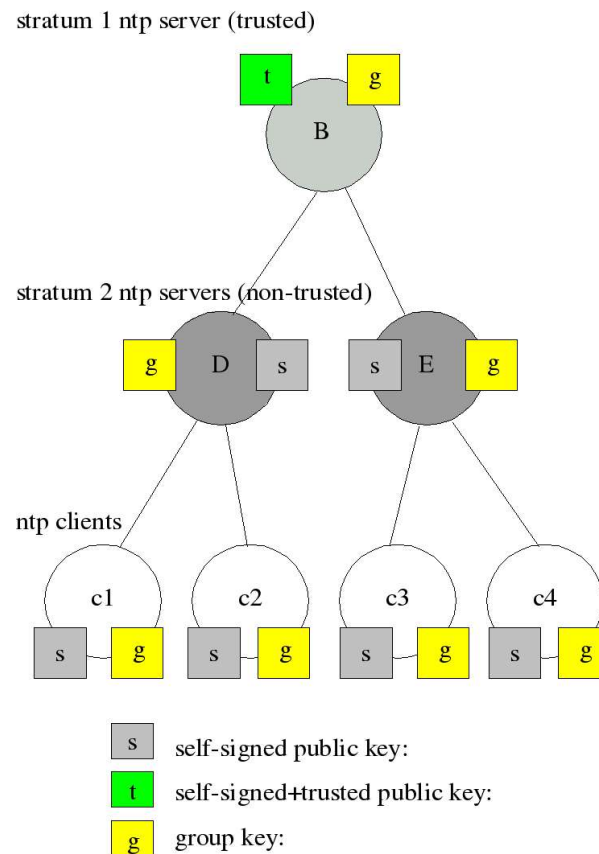 stratum 1 ntp server (trusted)
t g
B
stratum 2 ntp servers (non-trusted)
g D s s E g
ntp clients
c1 c2 c3 c4
s g s g s g s g
s self-signed public key:
t self-signed+trusted public key:
g group key: